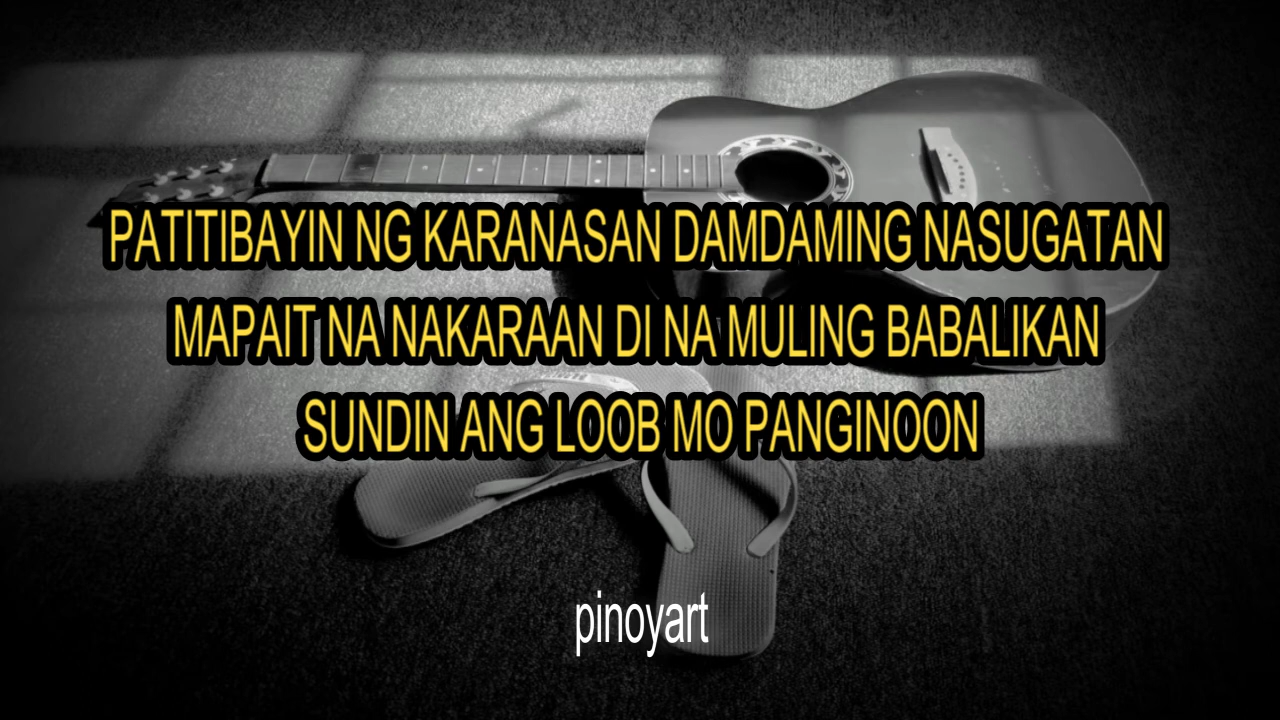 PATITIBAYIN NG KARANASAN DAMDAMING NASUGATAN
MAPAIT NA NAKARAAN DI NA MULING BABALIKAN
SUNDIN ANG LOOB MO PANGINOON
pinoyart